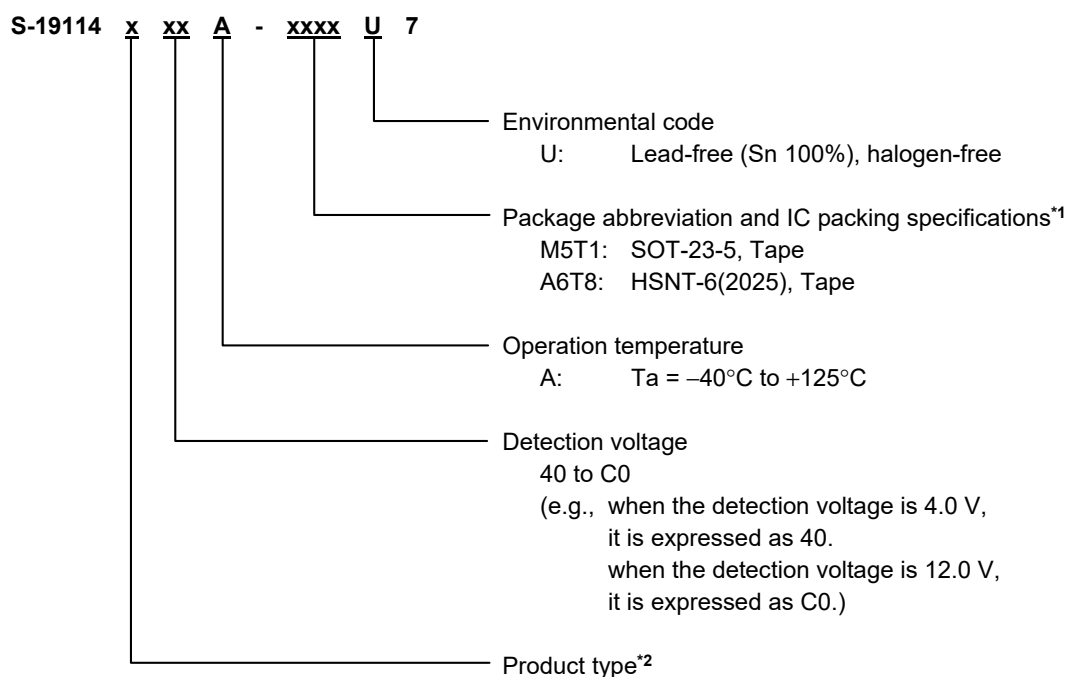 S-19114 x xx A - xxxx U 7
Environmental code
U: Lead-free (Sn 100%), halogen-free
Package abbreviation and IC packing specifications*1
M5T1: SOT-23-5, Tape
A6T8: HSNT-6(2025), Tape
Operation temperature
A: Ta = −40°C to +125°C
Detection voltage
40 to C0
(e.g., when the detection voltage is 4.0 V,
it is expressed as 40.
when the detection voltage is 12.0 V,
it is expressed as C0.)
Product type*2